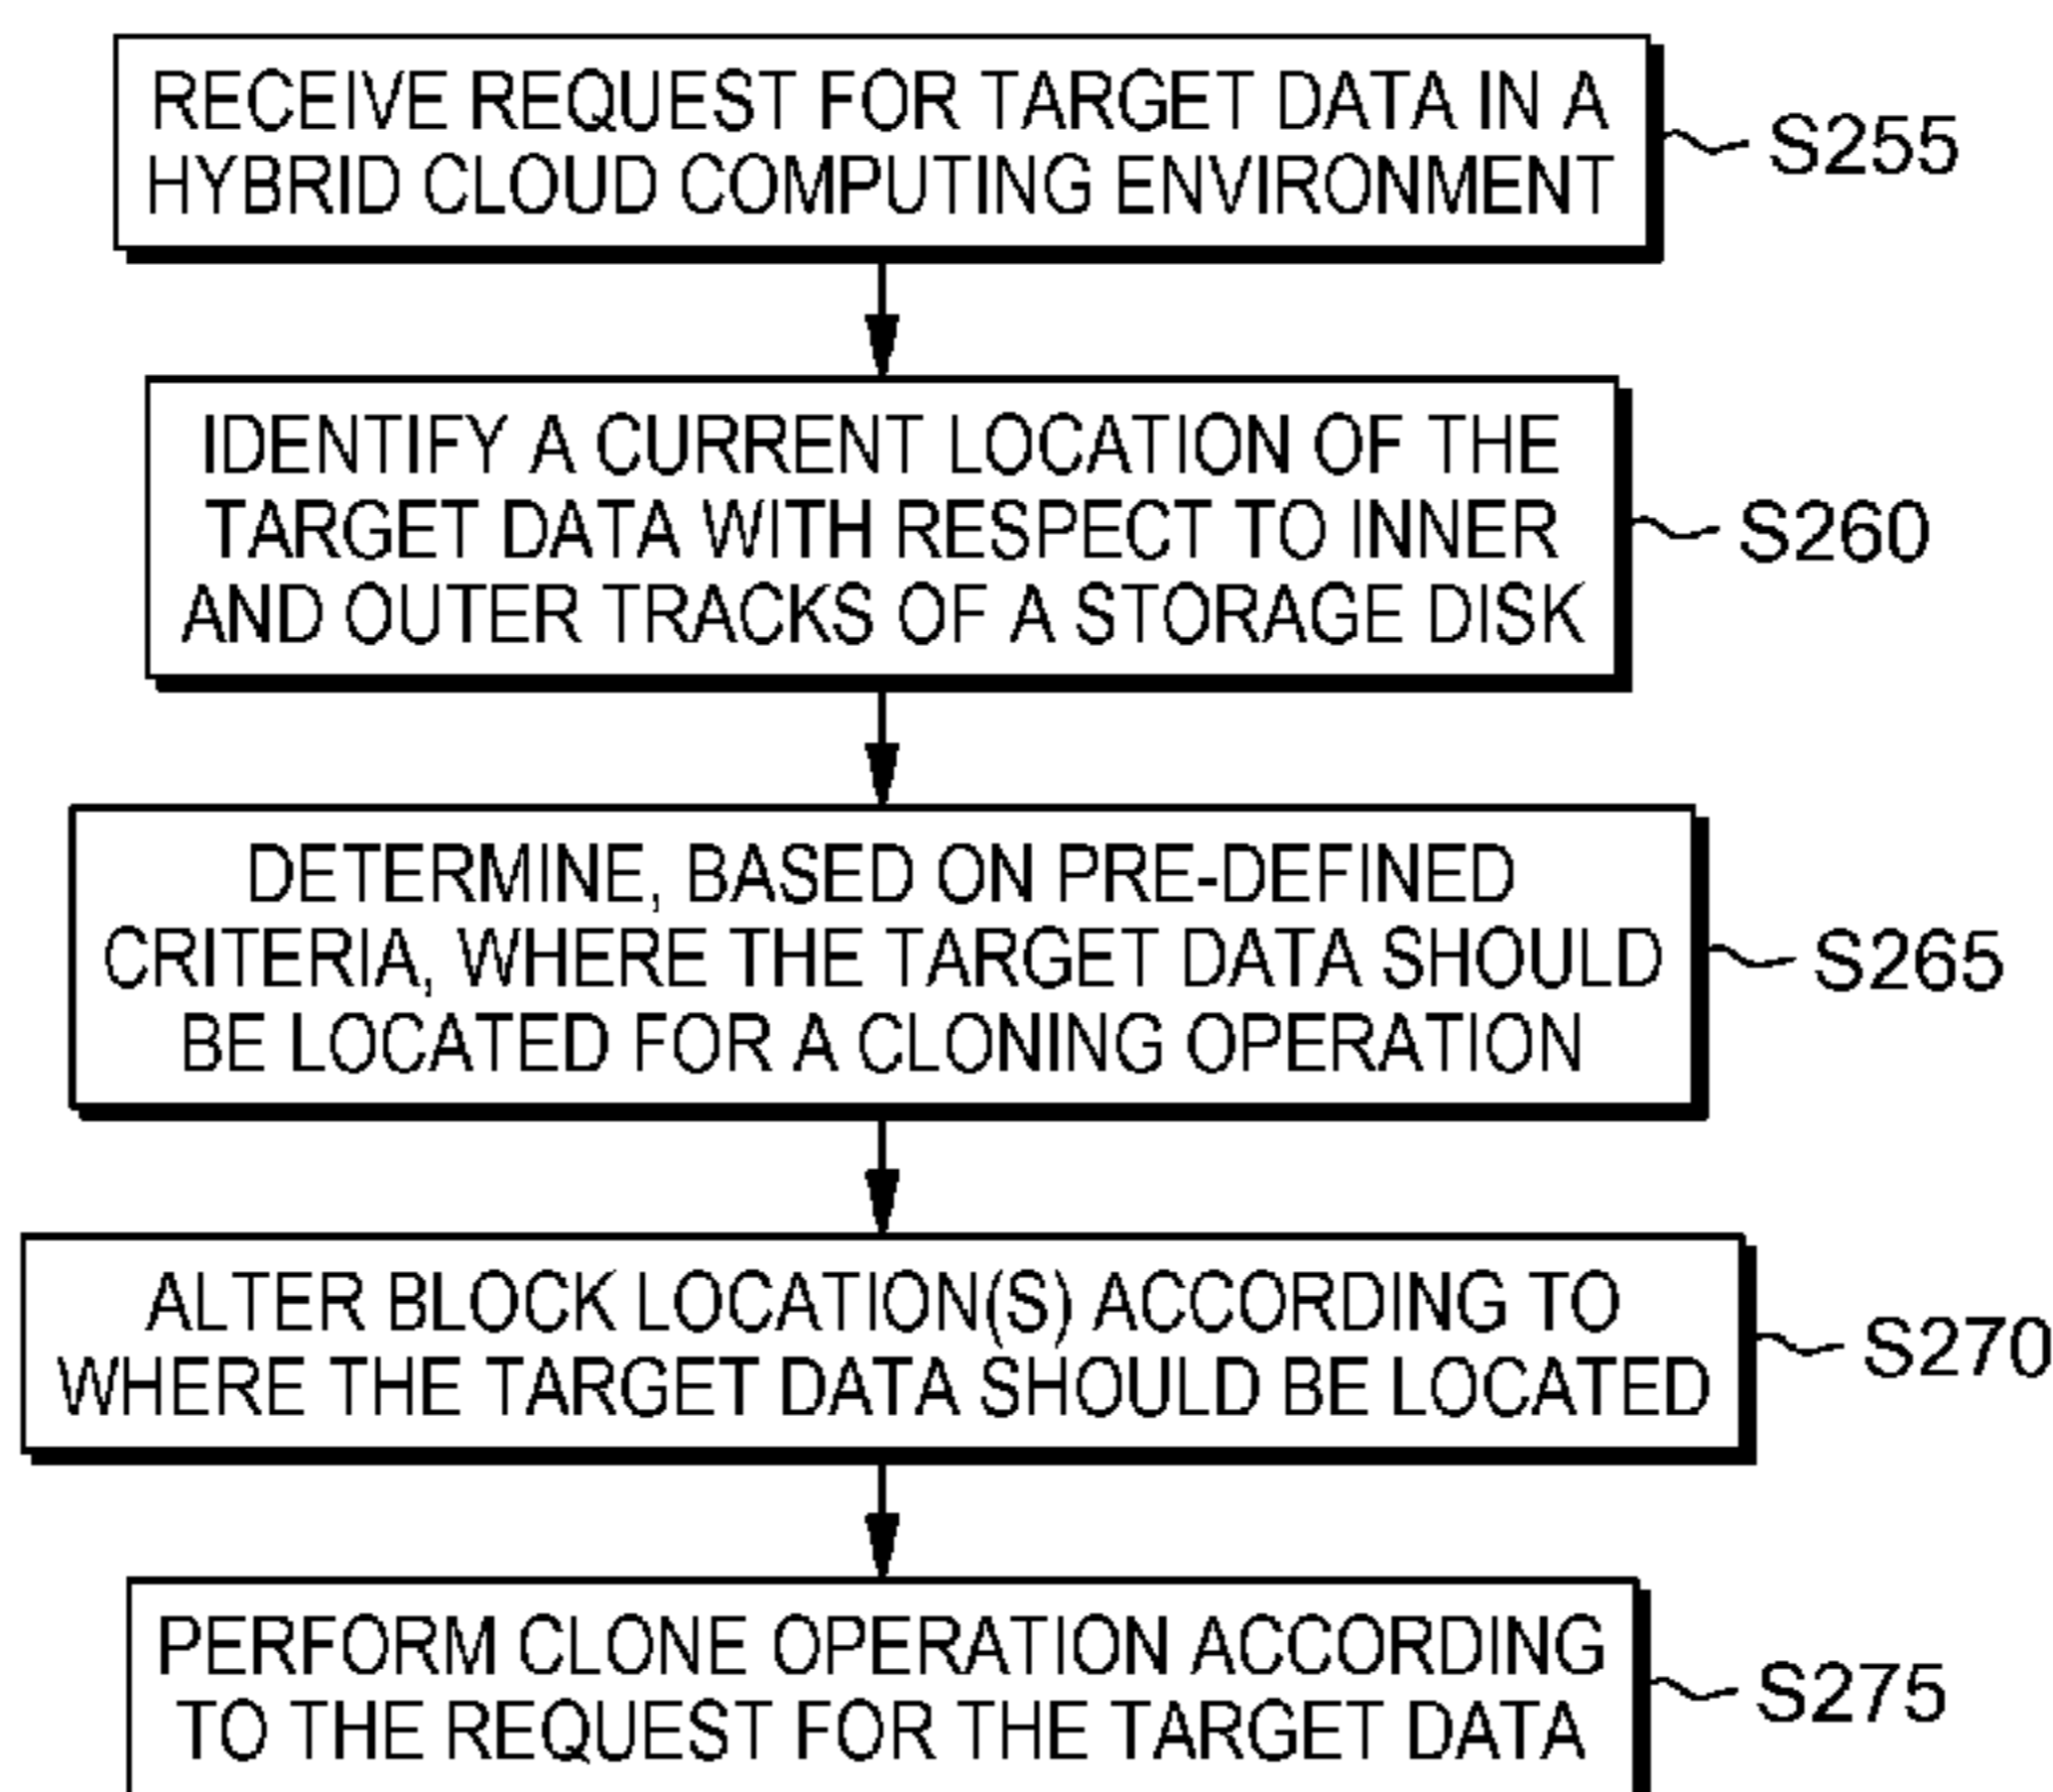 RECEIVE REQUEST FOR TARGET DATA IN A
HYBRID CLOUD COMPUTING ENVIRONMENT
S255
IDENTIFY A CURRENT LOCATION OF THE
TARGET DATA WITH RESPECT TO INNER
AND OUTER TRACKS OF A STORAGE DISK
S260
DETERMINE, BASED ON PRE-DEFINED
CRITERIA, WHERE THE TARGET DATA SHOULD
BE LOCATED FOR A CLONING OPERATION
S265
ALTER BLOCK LOCATION(S) ACCORDING TO
WHERE THE TARGET DATA SHOULD BE LOCATED
S270
PERFORM CLONE OPERATION ACCORDING
TO THE REQUEST FOR THE TARGET DATA
S275